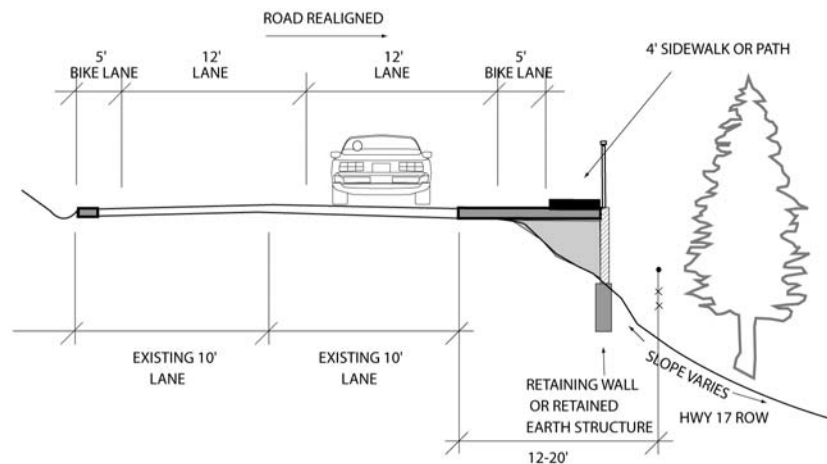 ROAD REALIGNED
5'
BIKE LANE
12'
LANE
12'
LANE
5'
BIKE LANE
4' SIDEWALK OR PATH
EXISTING 10'
LANE
EXISTING 10'
LANE
RETAINING WALL
OR RETAINED
EARTH STRUCTURE
SLOPE VARIES
HWY 17 ROW
12-20'